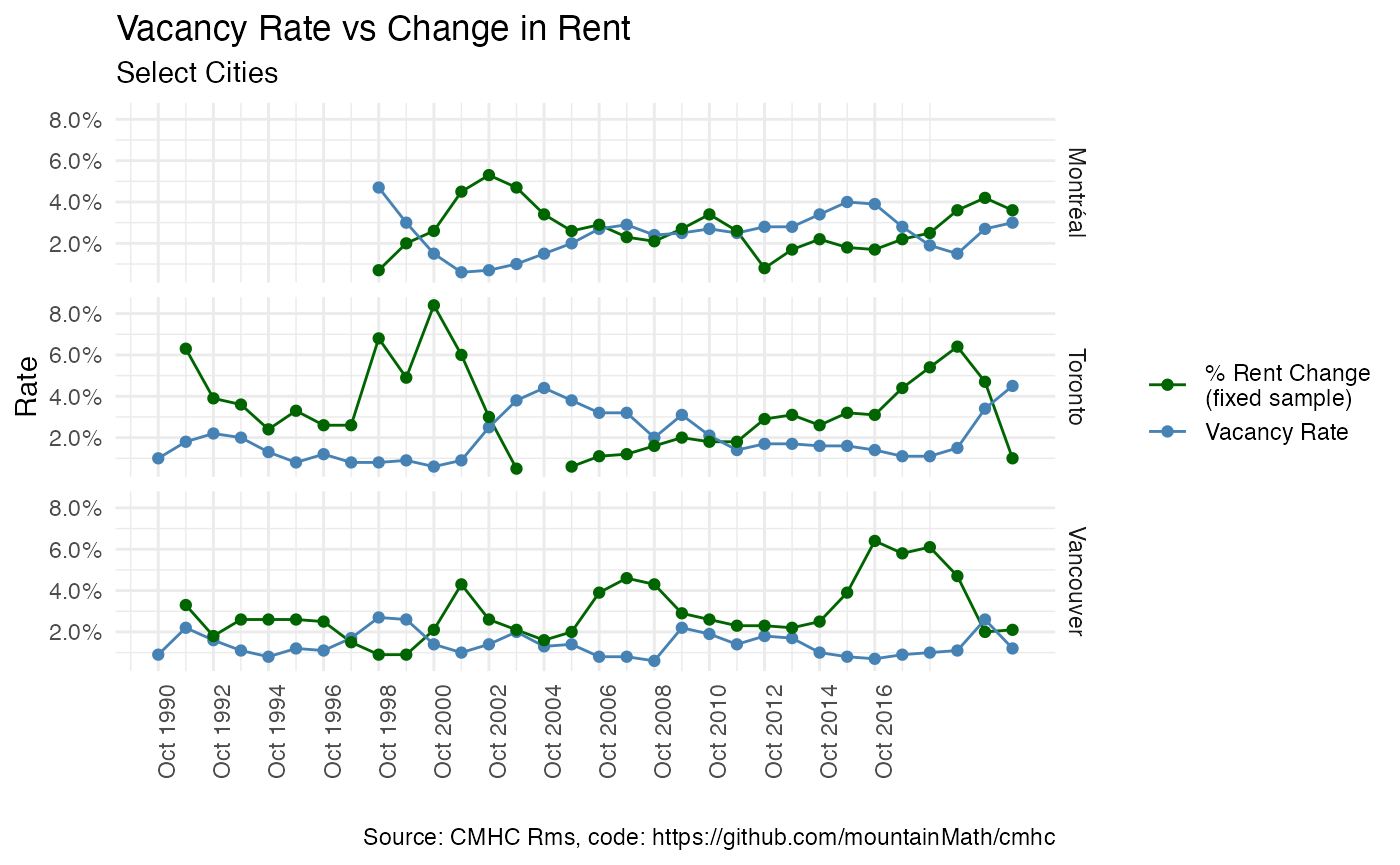 Vacancy Rate vs Change in Rent
Select Cities
8.0%
6.0%
4.0%
2.0%
Montréal
8.0%
6.0%
4.0%
2.0%
Toronto
8.0%
6.0%
4.0%
2.0%
Vancouver
Rate
Oct 1990
Oct 1992
Oct 1994
Oct 1996
Oct 1998
Oct 2000
Oct 2002
Oct 2004
Oct 2006
Oct 2008
Oct 2010
Oct 2012
Oct 2014
Oct 2016
% Rent Change
(fixed sample)
Vacancy Rate
Source: CMHC Rms, code: https://github.com/mountainMath/cmhc